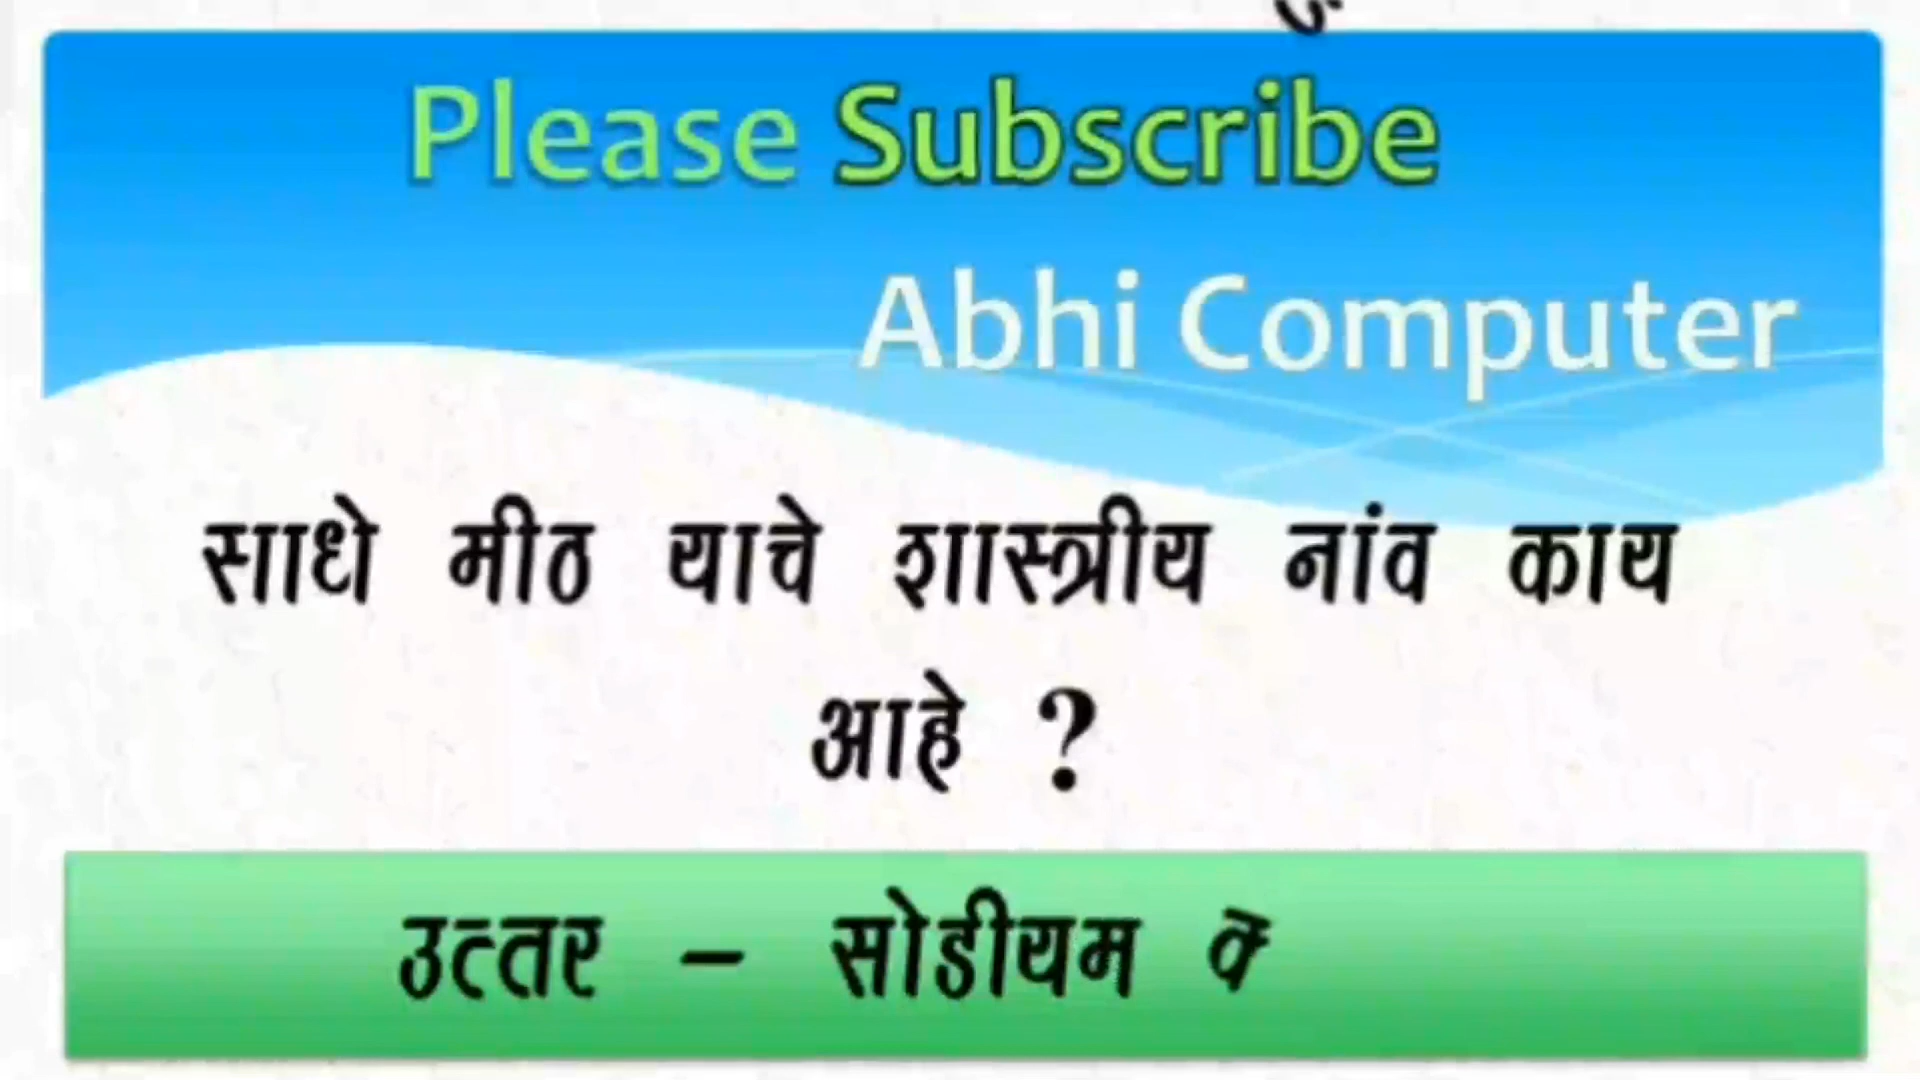 Please Subscribe
Abhi Computer
साधे मीठ याचे शास्त्रीय नांव काय
आहे ?
उत्तर – सोडीयम